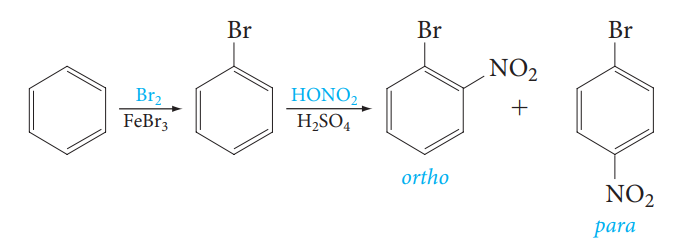 Br₂
FeBr₃
Br
HONO₂
H₂SO₄
Br
NO₂
ortho
+
Br
NO₂
para